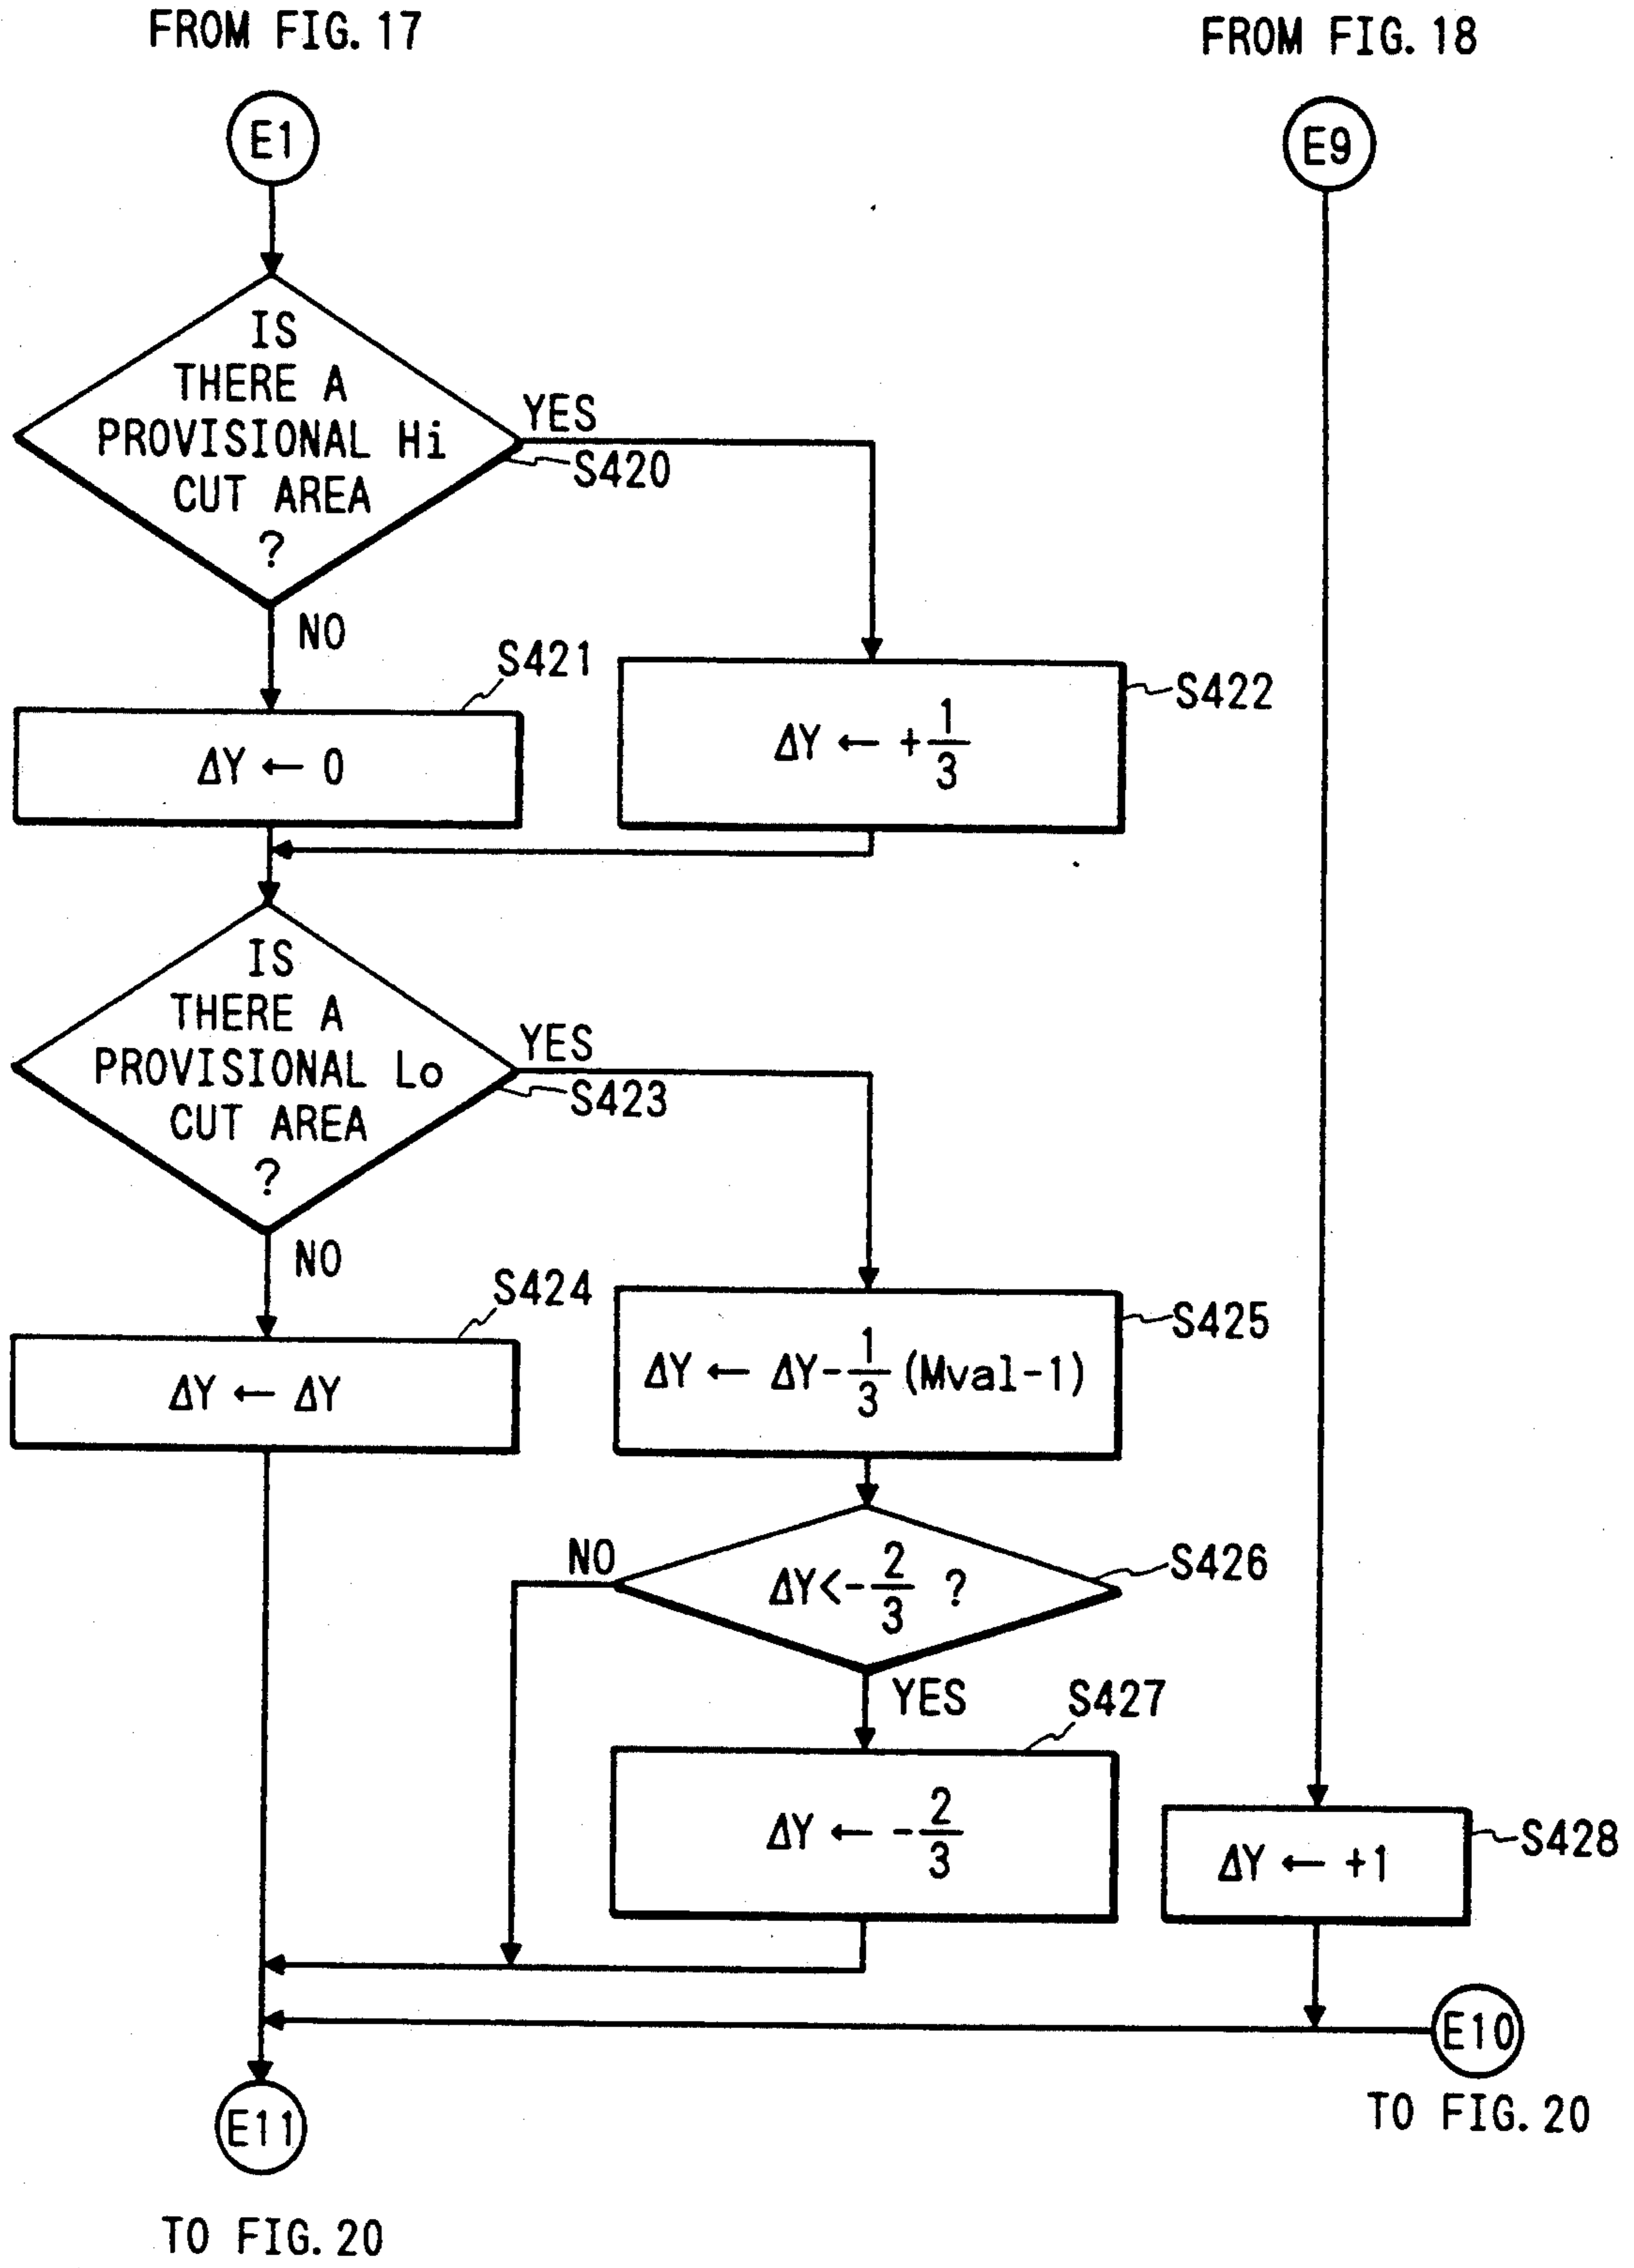 FROM FIG. 17
FROM FIG. 18
E1
E9
IS
THERE A
PROVISIONAL Hi
CUT AREA
?
YES
S420
NO
S421
ΔY ← 0
S422
ΔY ← +1/3
IS
THERE A
PROVISIONAL Lo
CUT AREA
?
YES
S423
NO
S424
ΔY ← ΔY
S425
ΔY ← ΔY-1/3(Mval-1)
NO
S426
ΔY<-2/3 ?
YES
S427
ΔY ← -2/3
S428
ΔY ← +1
E10
TO FIG. 20
E11
TO FIG. 20